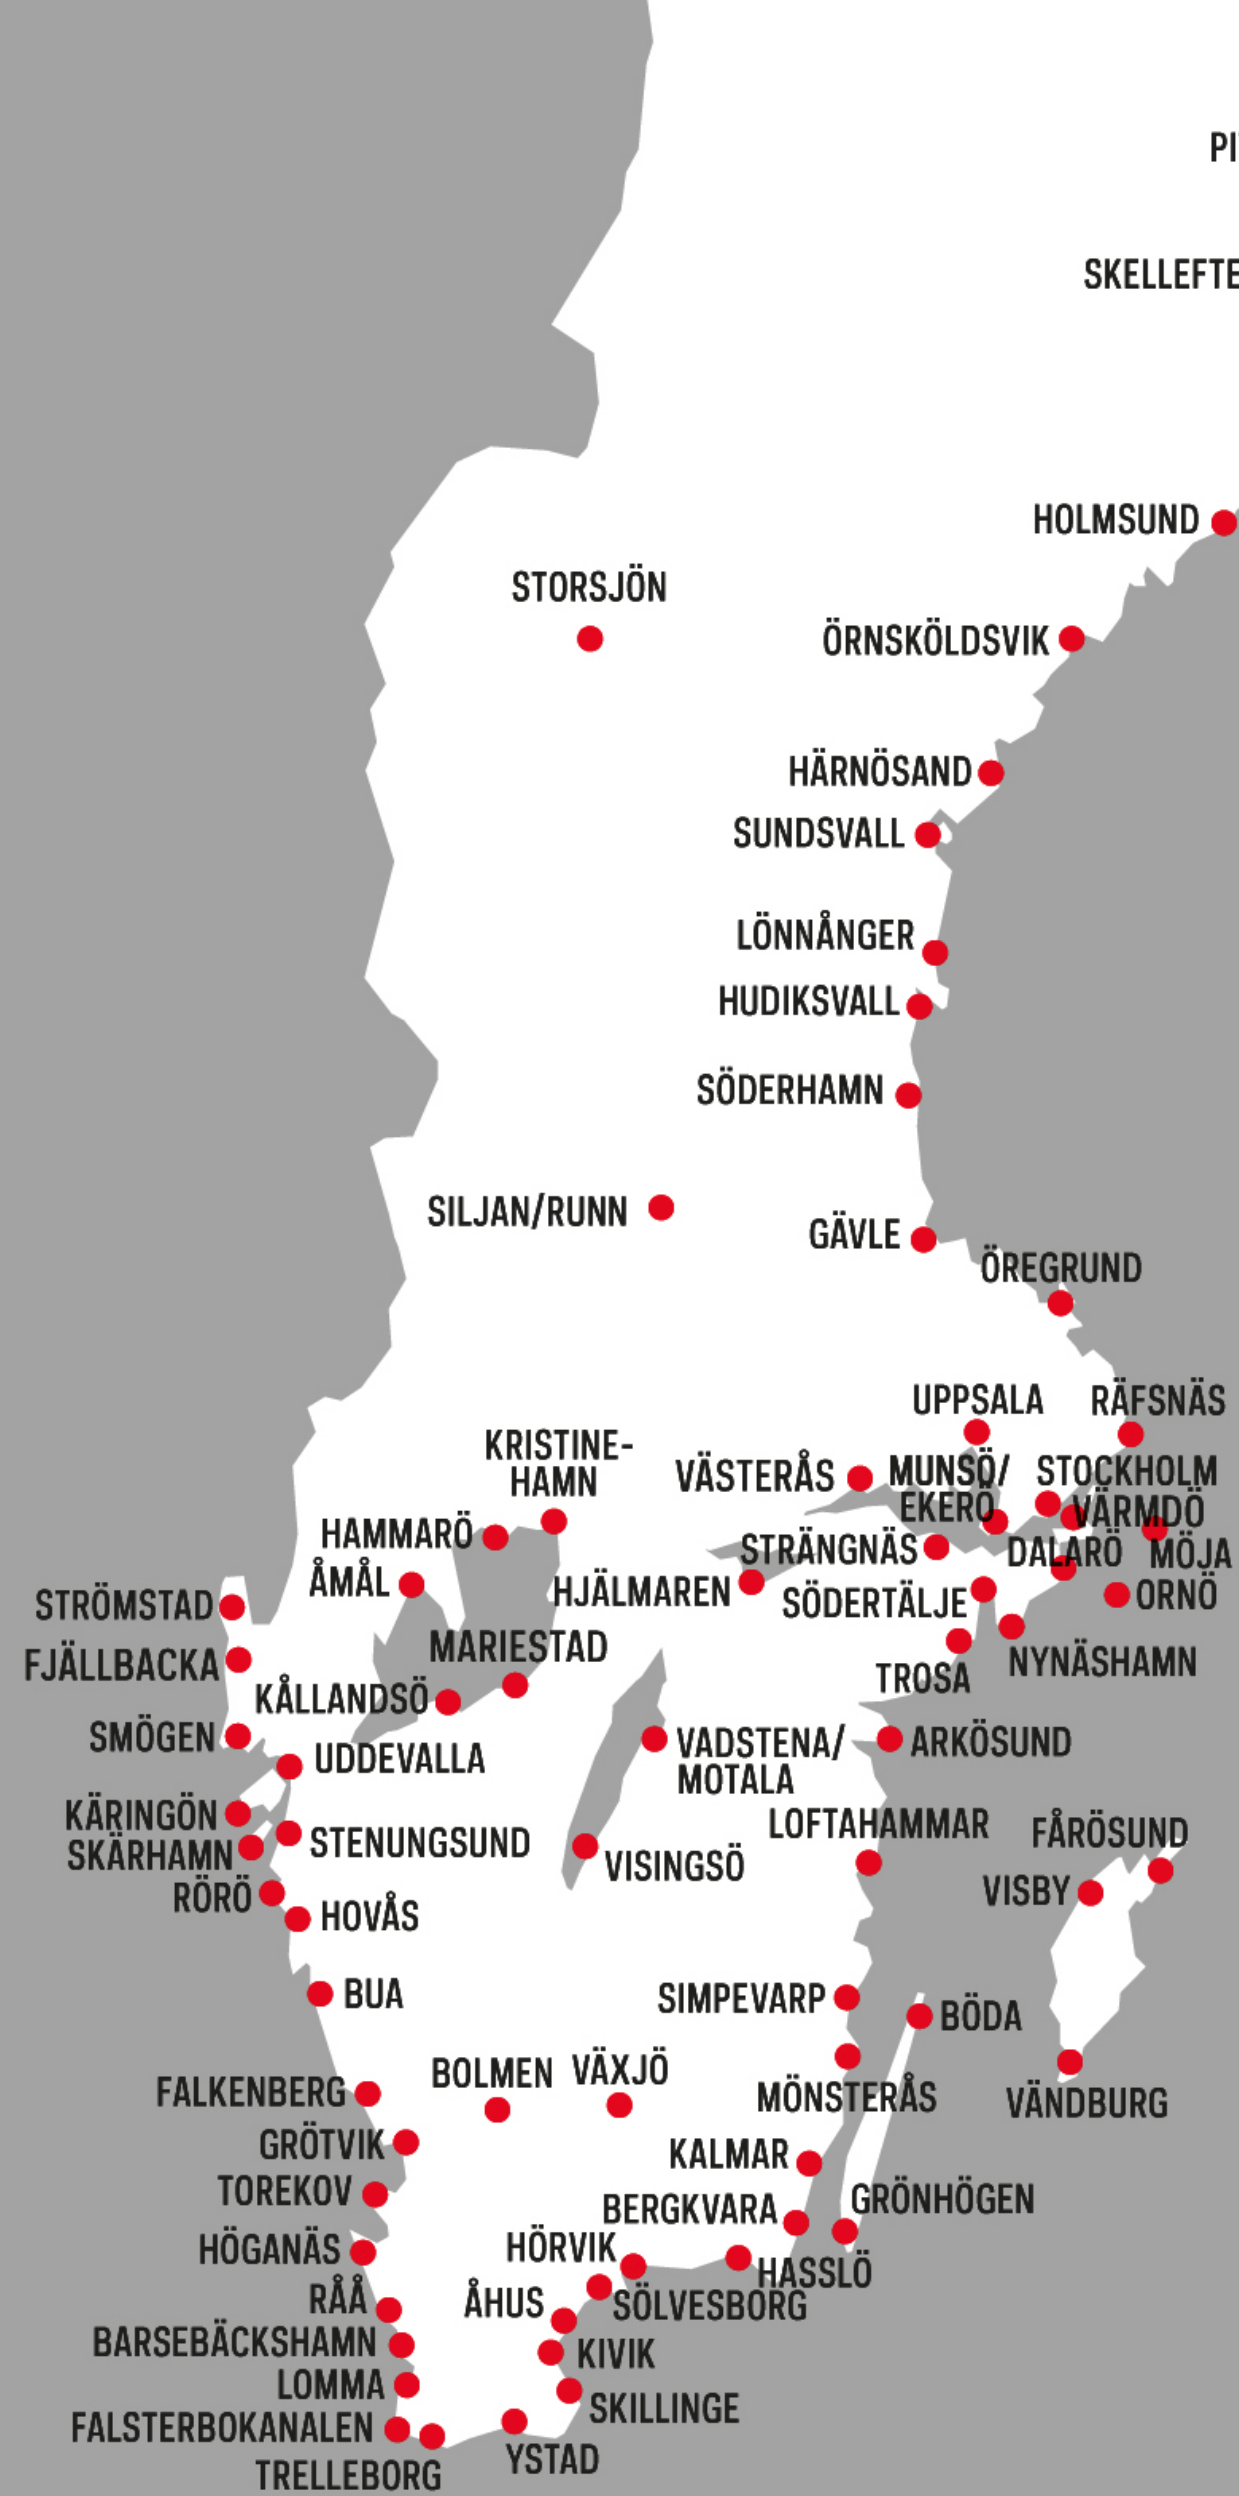 PI
SKELLEFTE
HOLMSUND
STORSJÖN
ÖRNSKÖLDSVIK
HÄRNÖSAND
SUNDSVALL
LÖNNÅNGER
HUDIKSVALL
SÖDERHAMN
SILJAN/RUNN
GÄVLE
ÖREGRUND
UPPSALA
RÄFSNÄS
KRISTINE-
HAMN
VÄSTERÅS
MUNSÖ/
EKERÖ
STOCKHOLM
VÄRMDÖ
HAMMARÖ
STRÄNGNÄS
DALARÖ
MÖJA
ÅMÅL
HJÄLMAREN
SÖDERTÄLJE
ORNÖ
STRÖMSTAD
MARIESTAD
NYNÄSHAMN
FJÄLLBACKA
TROSA
KÅLLANDSÖ
SMÖGEN
UDDEVALLA
VADSTENA/
MOTALA
ARKÖSUND
KÄRINGÖN
LOFTAHAMMAR
FÅRÖSUND
SKÄRHAMN
STENUNGSUND
VISINGSÖ
RÖRÖ
VISBY
HOVÅS
BUA
SIMPEVARP
BÖDA
FALKENBERG
BOLMEN
VÄXJÖ
MÖNSTERÅS
VÄNDBURG
GRÖTVIK
KALMAR
TOREKOV
BERGKVARA
GRÖNHÖGEN
HÖGANÄS
HÖRVIK
HASSLÖ
RÅÅ
ÅHUS
SÖLVESBORG
BARSEBÄCKSHAMN
KIVIK
LOMMA
SKILLINGE
FALSTERBOKANALEN
YSTAD
TRELLEBORG